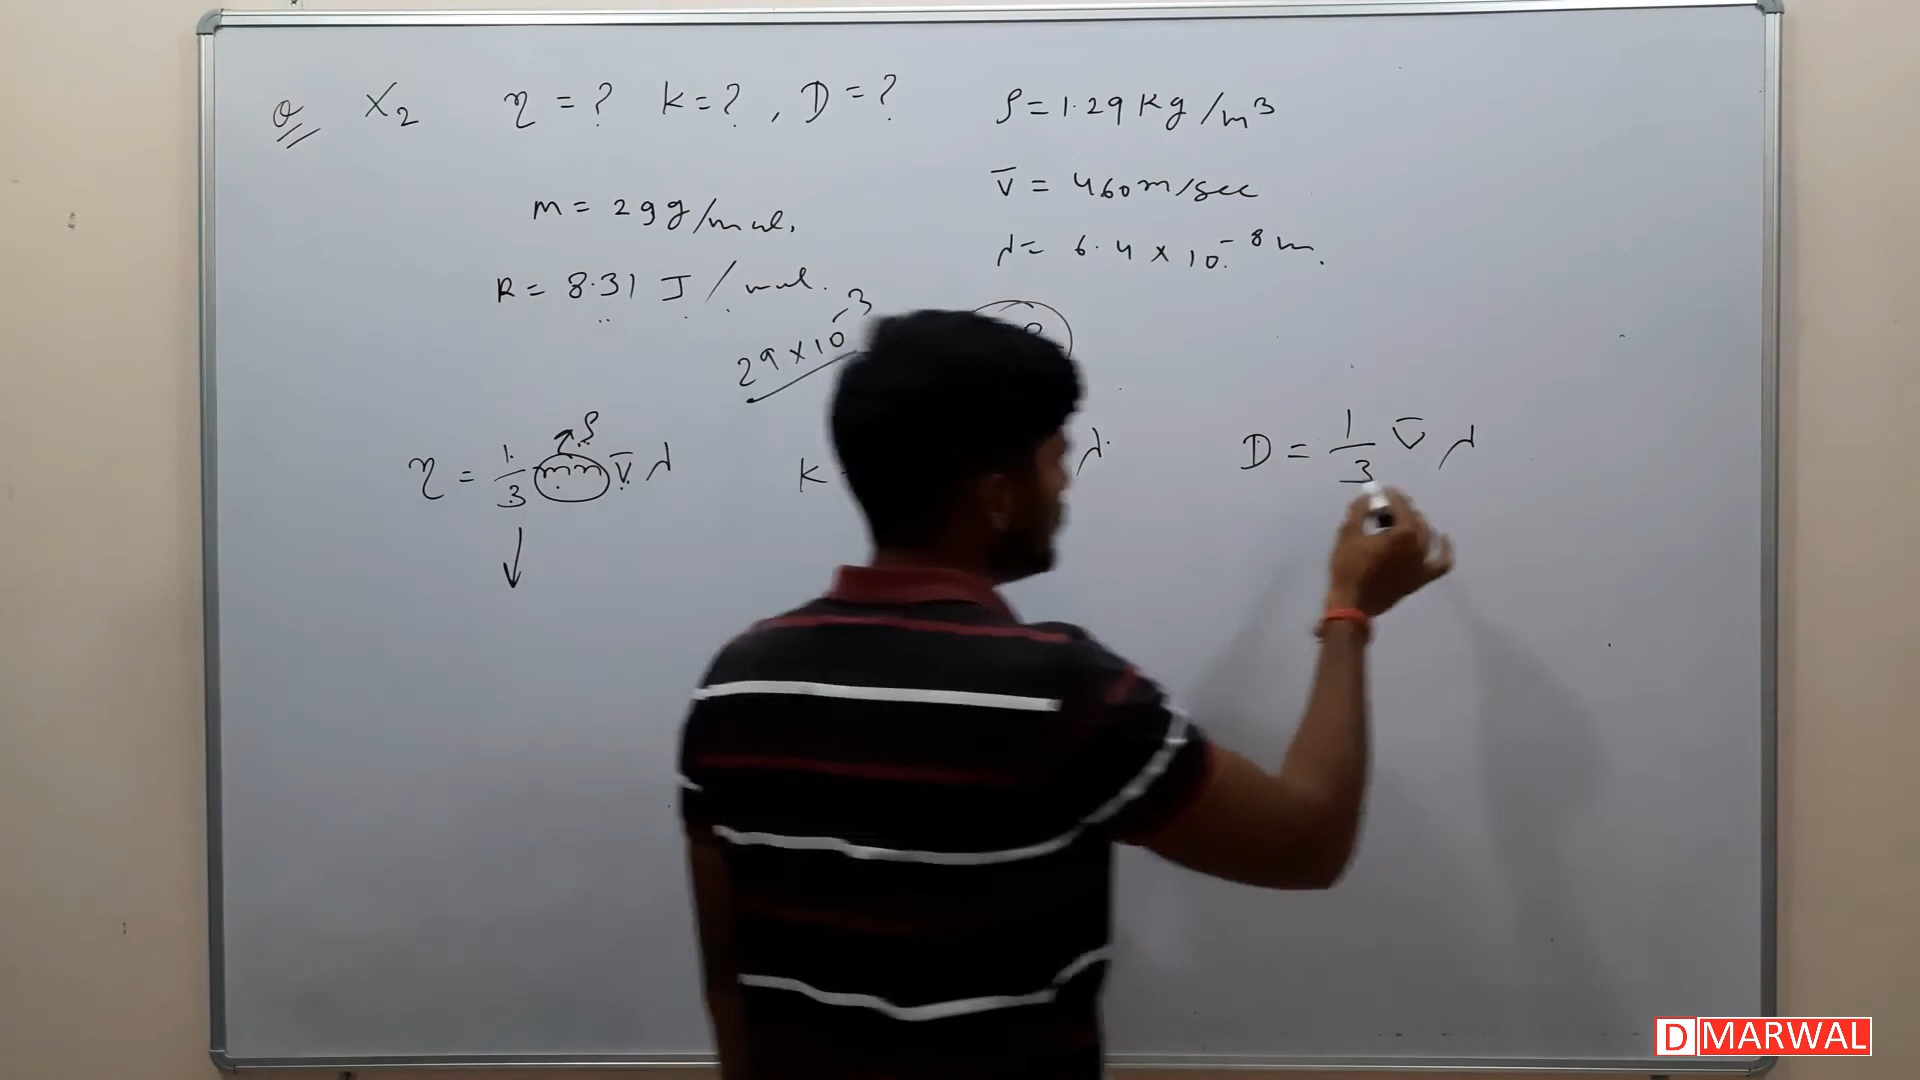 Q X₂ η = ? K = ? , D = ? ρ = 1.29 Kg/m³
m = 29 g/mol. v̅ = 460 m/sec
R = 8.31 J/mol. λ = 6.4 × 10⁻⁸ m.
29 × 10⁻³
η = 1/3 mn v̅ λ → ρ K λ D = 1/3 v̅ λ
D MARWAL